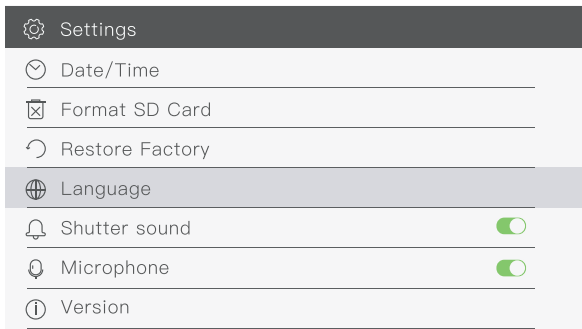 Settings
Date/Time
Format SD Card
Restore Factory
Language
Shutter sound
Microphone
Version